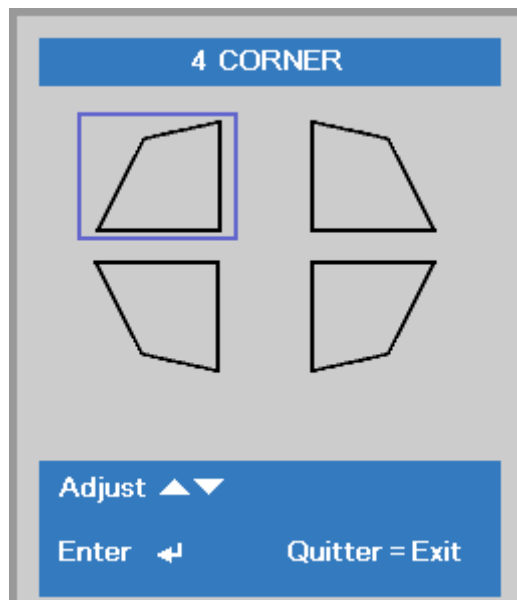 4 CORNER
Adjust ▲▼
Enter ↵
Quitter = Exit